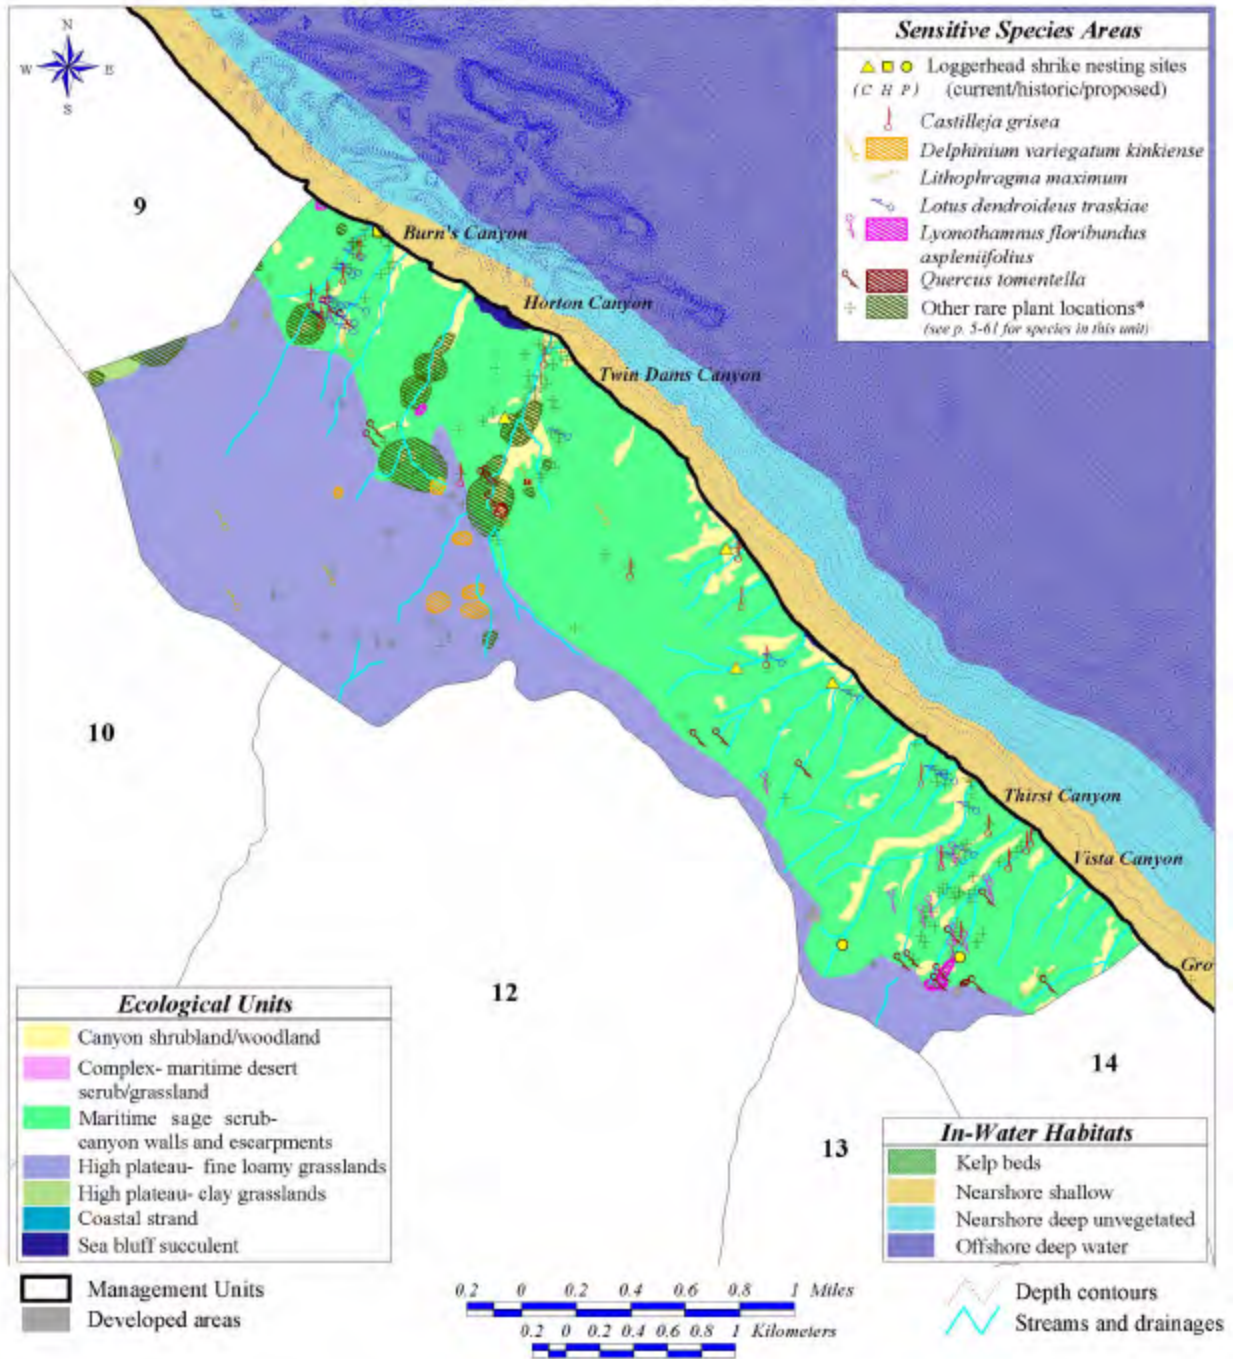 N
W E
S
Sensitive Species Areas
Loggerhead shrike nesting sites
(C H P) (current/historic/proposed)
Castilleja grisea
Delphinium variegatum kinkiense
Lithophragma maximum
Lotus dendroideus traskiae
Lyonothamnus floribundus
aspleniifolius
Quercus tomentella
Other rare plant locations*
(see p. 5-61 for species in this unit)
9
Burn's Canyon
Horton Canyon
Twin Dams Canyon
10
Thirst Canyon
Vista Canyon
Gro
12
14
13
Ecological Units
Canyon shrubland/woodland
Complex- maritime desert
scrub/grassland
Maritime sage scrub-
canyon walls and escarpments
High plateau- fine loamy grasslands
High plateau- clay grasslands
Coastal strand
Sea bluff succulent
Management Units
Developed areas
In-Water Habitats
Kelp beds
Nearshore shallow
Nearshore deep unvegetated
Offshore deep water
Depth contours
Streams and drainages
0.2 0 0.2 0.4 0.6 0.8 1 Miles
0.2 0 0.2 0.4 0.6 0.8 1 Kilometers